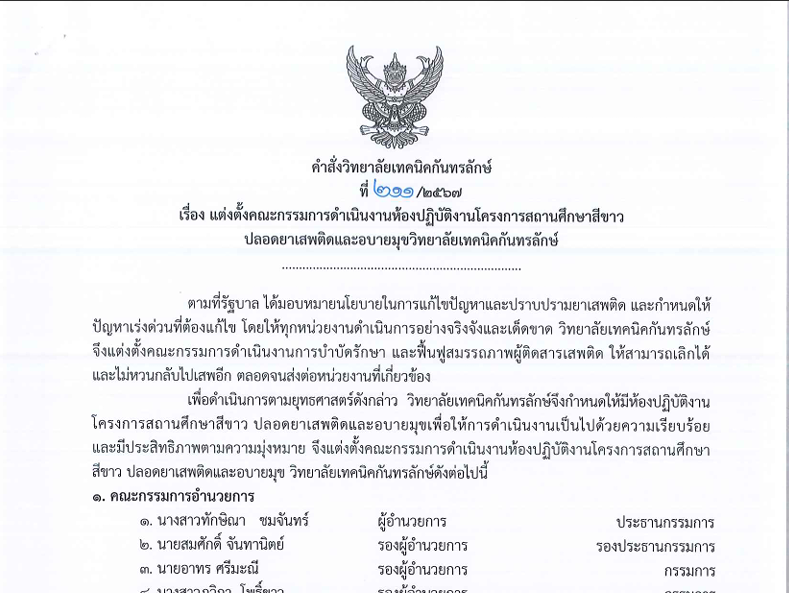 คำสั่งวิทยาลัยเทคนิคกันทรลักษ์
ที่ ๒๑๑ /๒๕๖๗
เรื่อง แต่งตั้งคณะกรรมการดำเนินงานห้องปฏิบัติงานโครงการสถานศึกษาสีขาว
ปลอดยาเสพติดและอบายมุขวิทยาลัยเทคนิคกันทรลักษ์
......................................................................
ตามที่รัฐบาล ได้มอบหมายนโยบายในการแก้ไขปัญหาและปราบปรามยาเสพติด และกำหนดให้
ปัญหาเร่งด่วนที่ต้องแก้ไข โดยให้ทุกหน่วยงานดำเนินการอย่างจริงจังและเด็ดขาด วิทยาลัยเทคนิคกันทรลักษ์
จึงแต่งตั้งคณะกรรมการดำเนินงานการบำบัดรักษา และฟื้นฟูสมรรถภาพผู้ติดสารเสพติด ให้สามารถเลิกได้
และไม่หวนกลับไปเสพอีก ตลอดจนส่งต่อหน่วยงานที่เกี่ยวข้อง
เพื่อดำเนินการตามยุทธศาสตร์ดังกล่าว วิทยาลัยเทคนิคกันทรลักษ์จึงกำหนดให้มีห้องปฏิบัติงาน
โครงการสถานศึกษาสีขาว ปลอดยาเสพติดและอบายมุขเพื่อให้การดำเนินงานเป็นไปด้วยความเรียบร้อย
และมีประสิทธิภาพตามความมุ่งหมาย จึงแต่งตั้งคณะกรรมการดำเนินงานห้องปฏิบัติงานโครงการสถานศึกษา
สีขาว ปลอดยาเสพติดและอบายมุข วิทยาลัยเทคนิคกันทรลักษ์ดังต่อไปนี้
๑. คณะกรรมการอำนวยการ
๑. นางสาวทักษิณา ชมจันทร์ ผู้อำนวยการ ประธานกรรมการ
๒. นายสมศักดิ์ จันทานิตย์ รองผู้อำนวยการ รองประธานกรรมการ
๓. นายอาทร ศรีมะณี รองผู้อำนวยการ กรรมการ